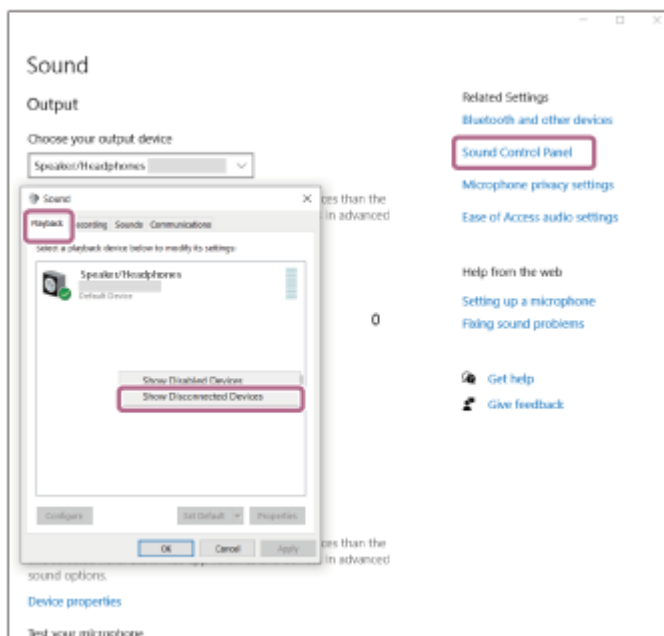 Sound
Output
Choose your output device
Speaker/Headphones
Related Settings
Bluetooth and other devices
Sound Control Panel
Microphone privacy settings
Ease of Access audio settings
Help from the web
Setting up a microphone
Fixing sound problems
Get help
Give feedback
ces than the
in advanced
0
Sound
Playback
ecording
Sounds
Communications
Select a playback device below to modify its settings:
Speaker/Headphones
Default Device
Show Disabled Devices
Show Disconnected Devices
Configure
Set Default
Properties
OK
Cancel
Apply
ces than the
in advanced
sound options.
Device properties
Test your microphone